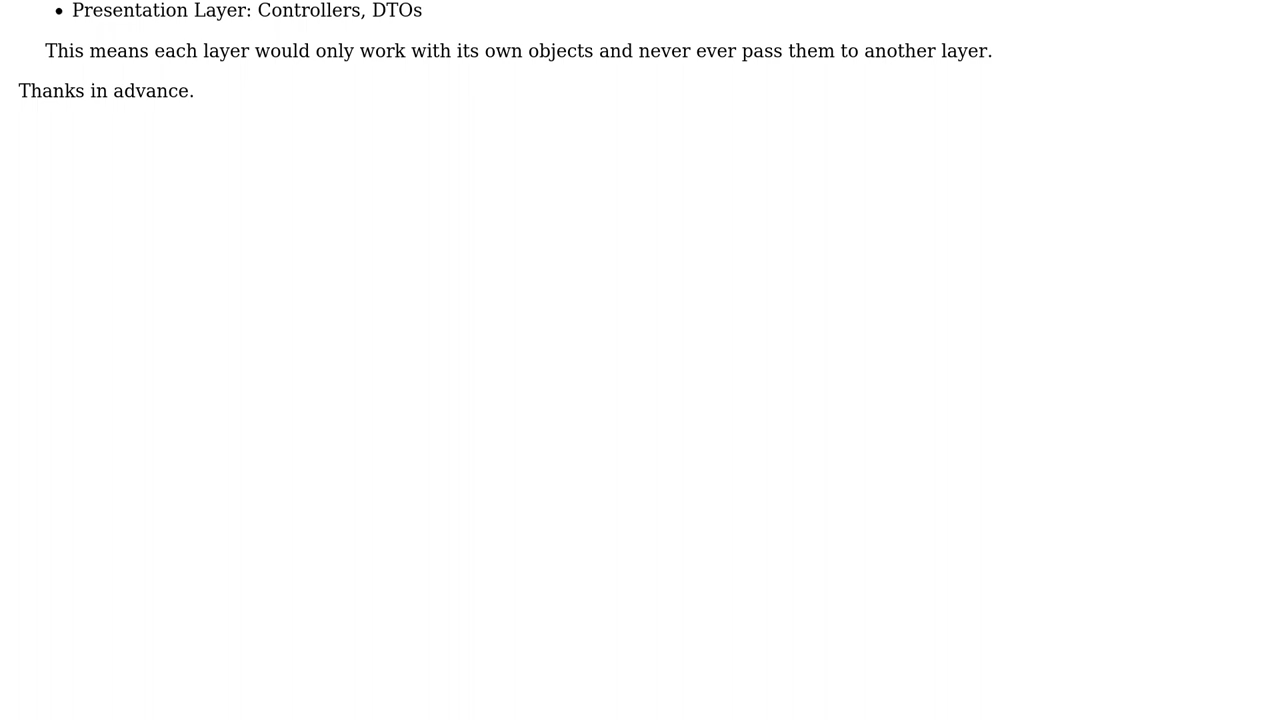 • Presentation Layer: Controllers, DTOs
This means each layer would only work with its own objects and never ever pass them to another layer.
Thanks in advance.